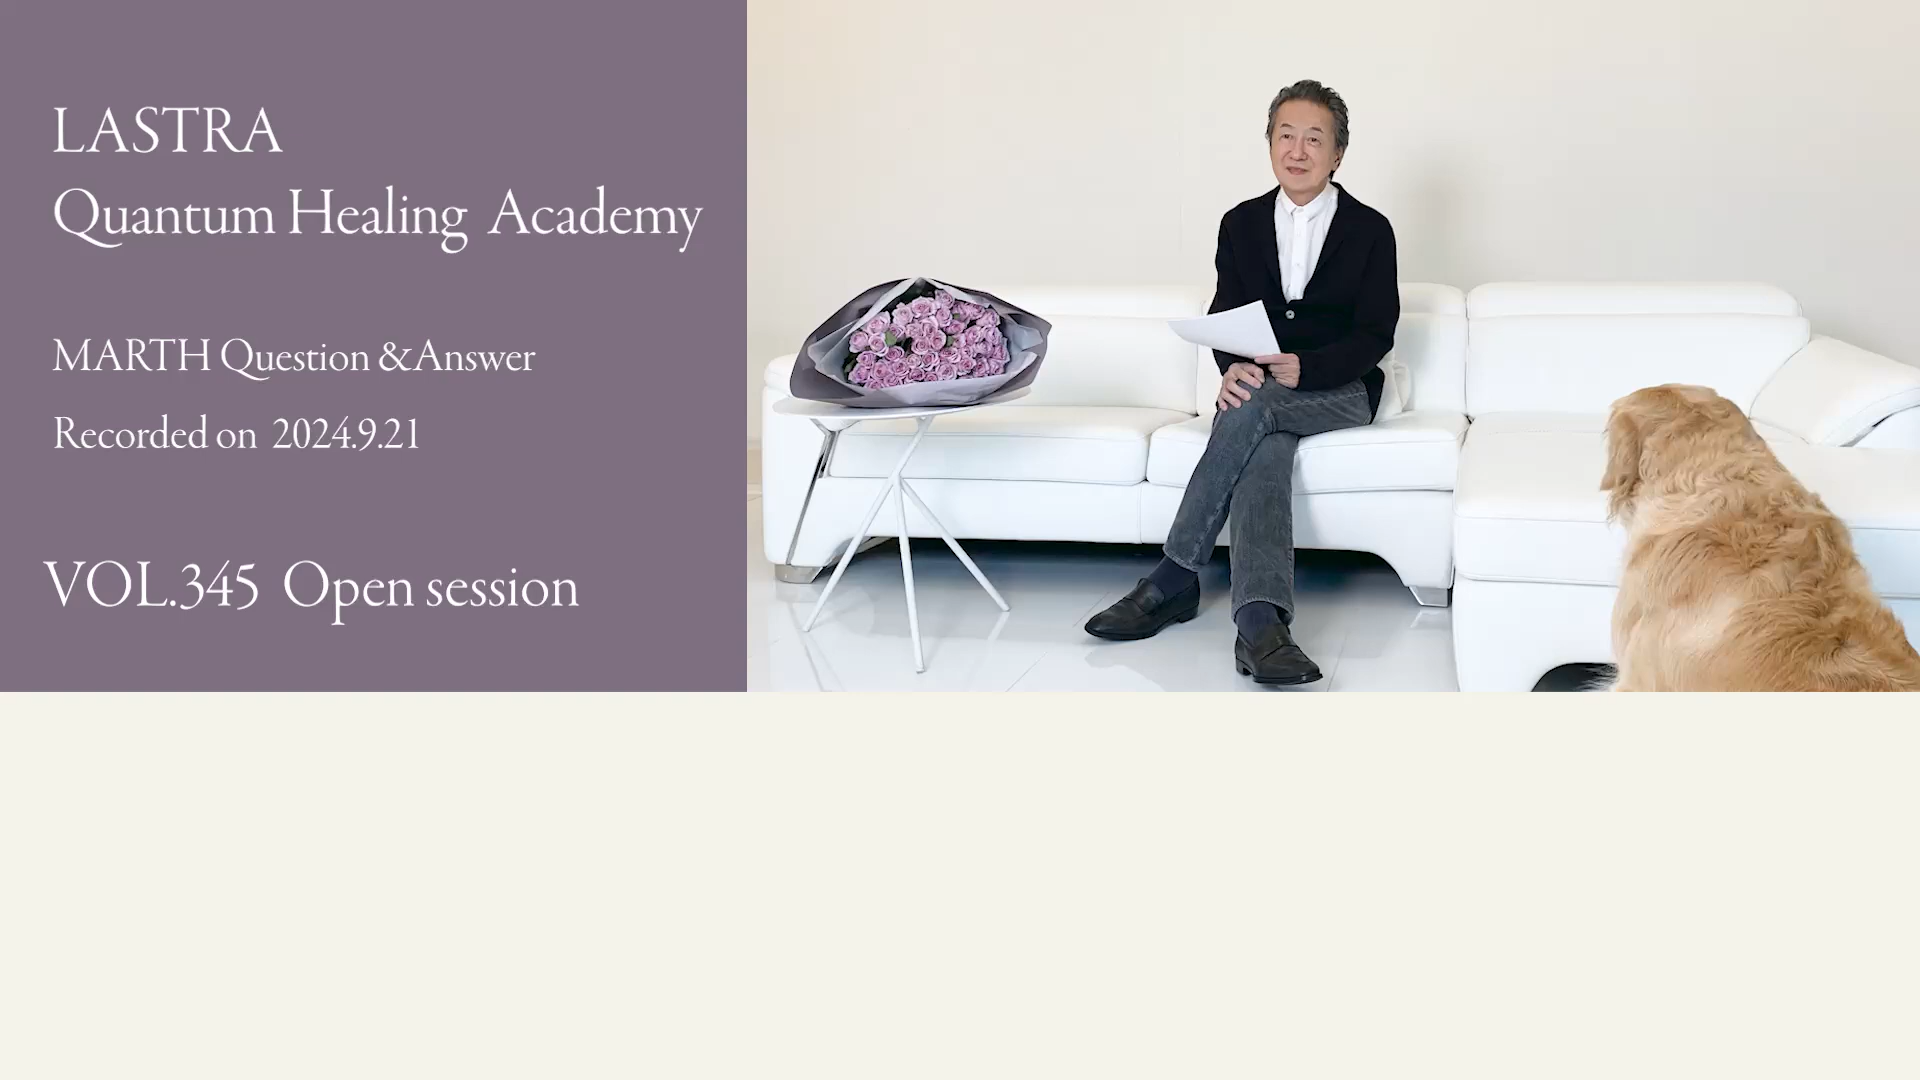 LASTRA
Quantum Healing Academy
MARTH Question &Answer
Recorded on 2024.9.21
VOL.345 Open session